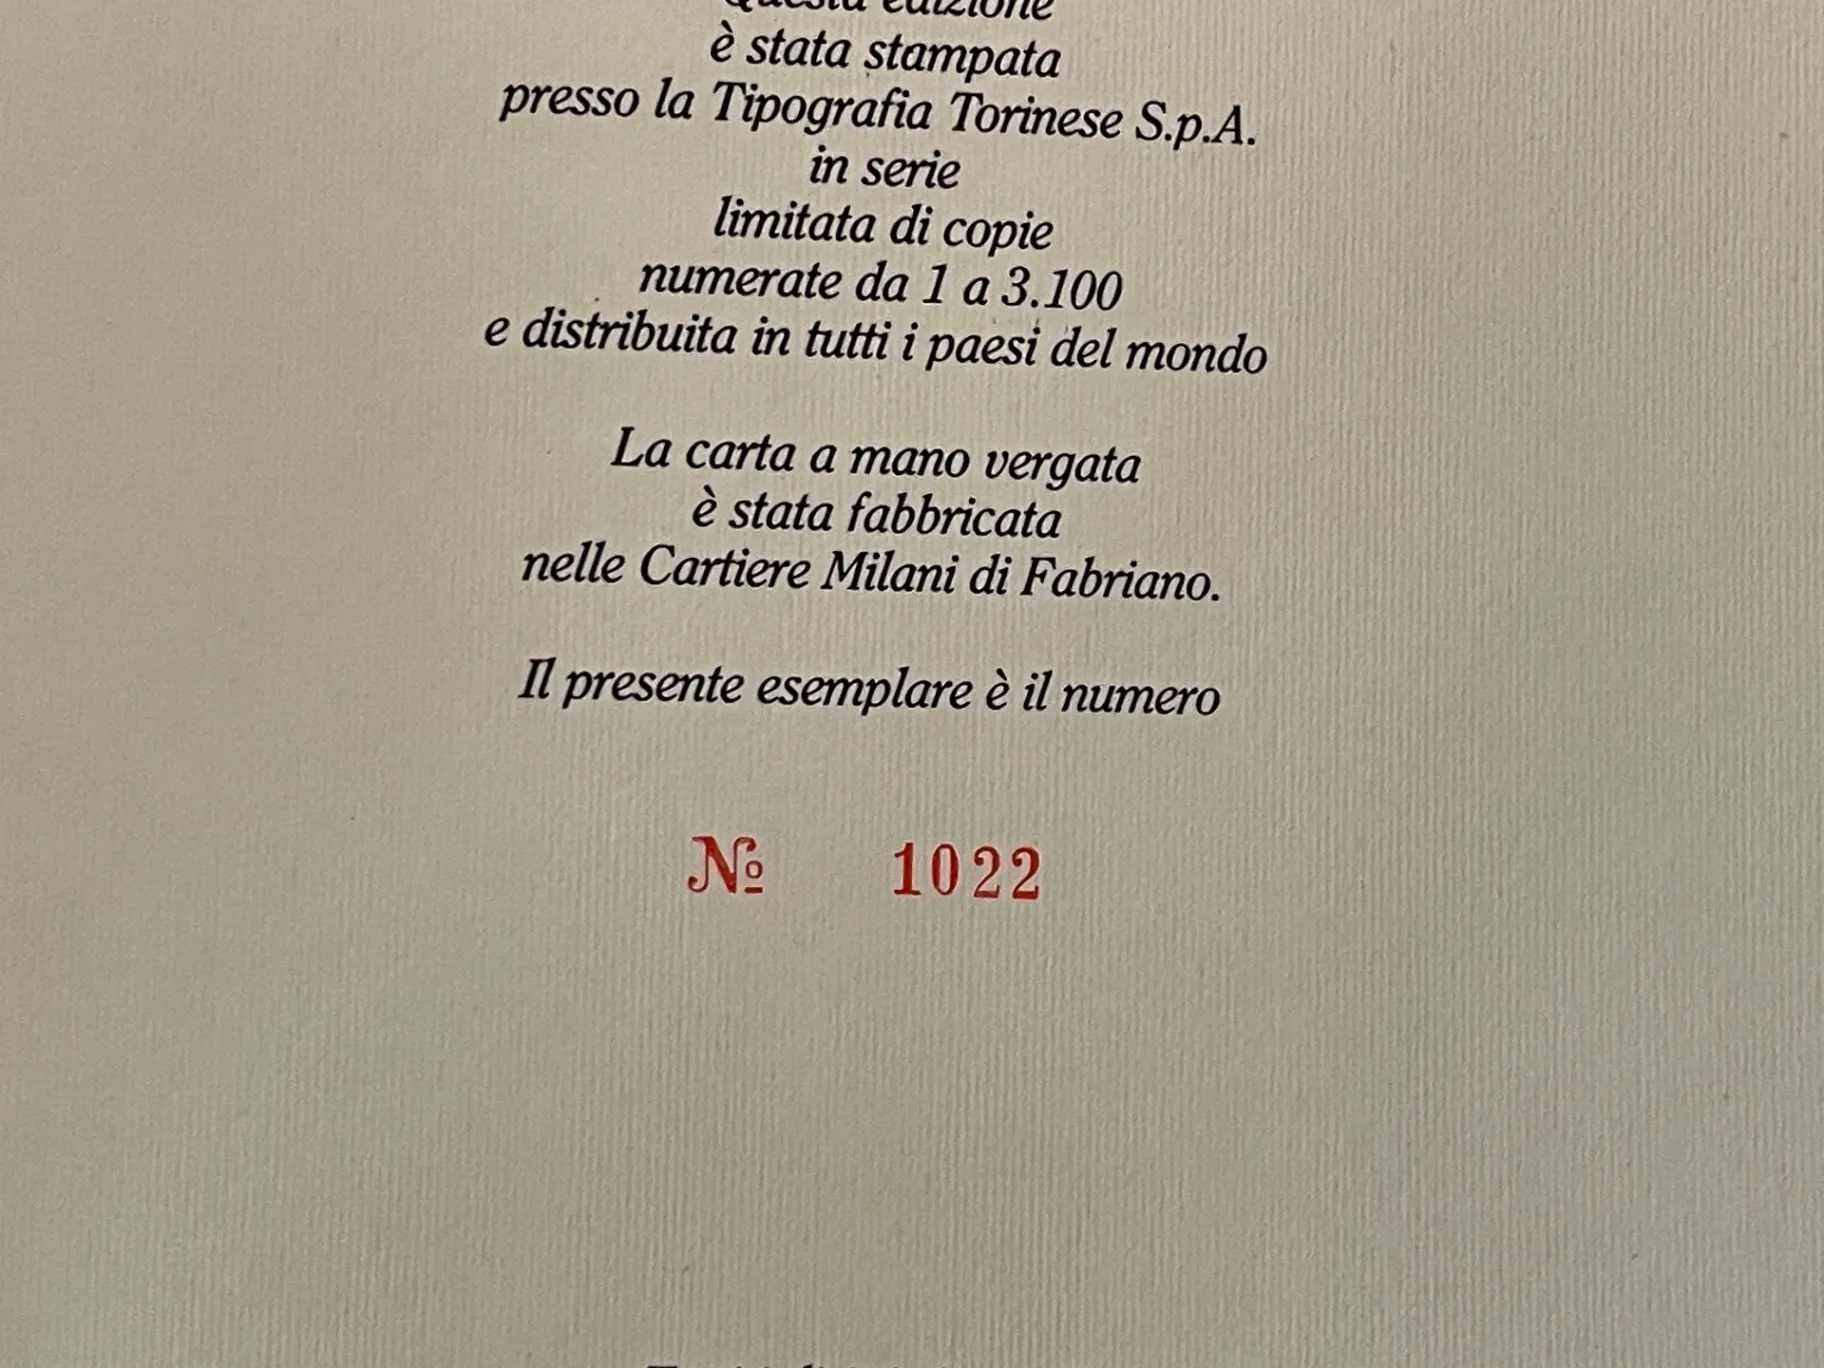 Questa edizione
è stata stampata
presso la Tipografia Torinese S.p.A.
in serie
limitata di copie
numerate da 1 a 3.100
e distribuita in tutti i paesi del mondo
La carta a mano vergata
è stata fabbricata
nelle Cartiere Milani di Fabriano.
Il presente esemplare è il numero
№ 1022